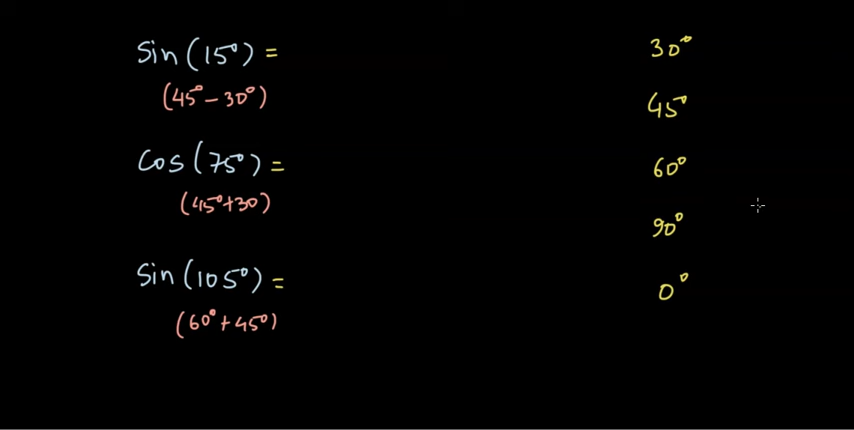 Sin (15°) =
(45° - 30°)
Cos (75°) =
(45°+30)
Sin (105°) =
(60° + 45°)
30°
45°
60°
90°
0°